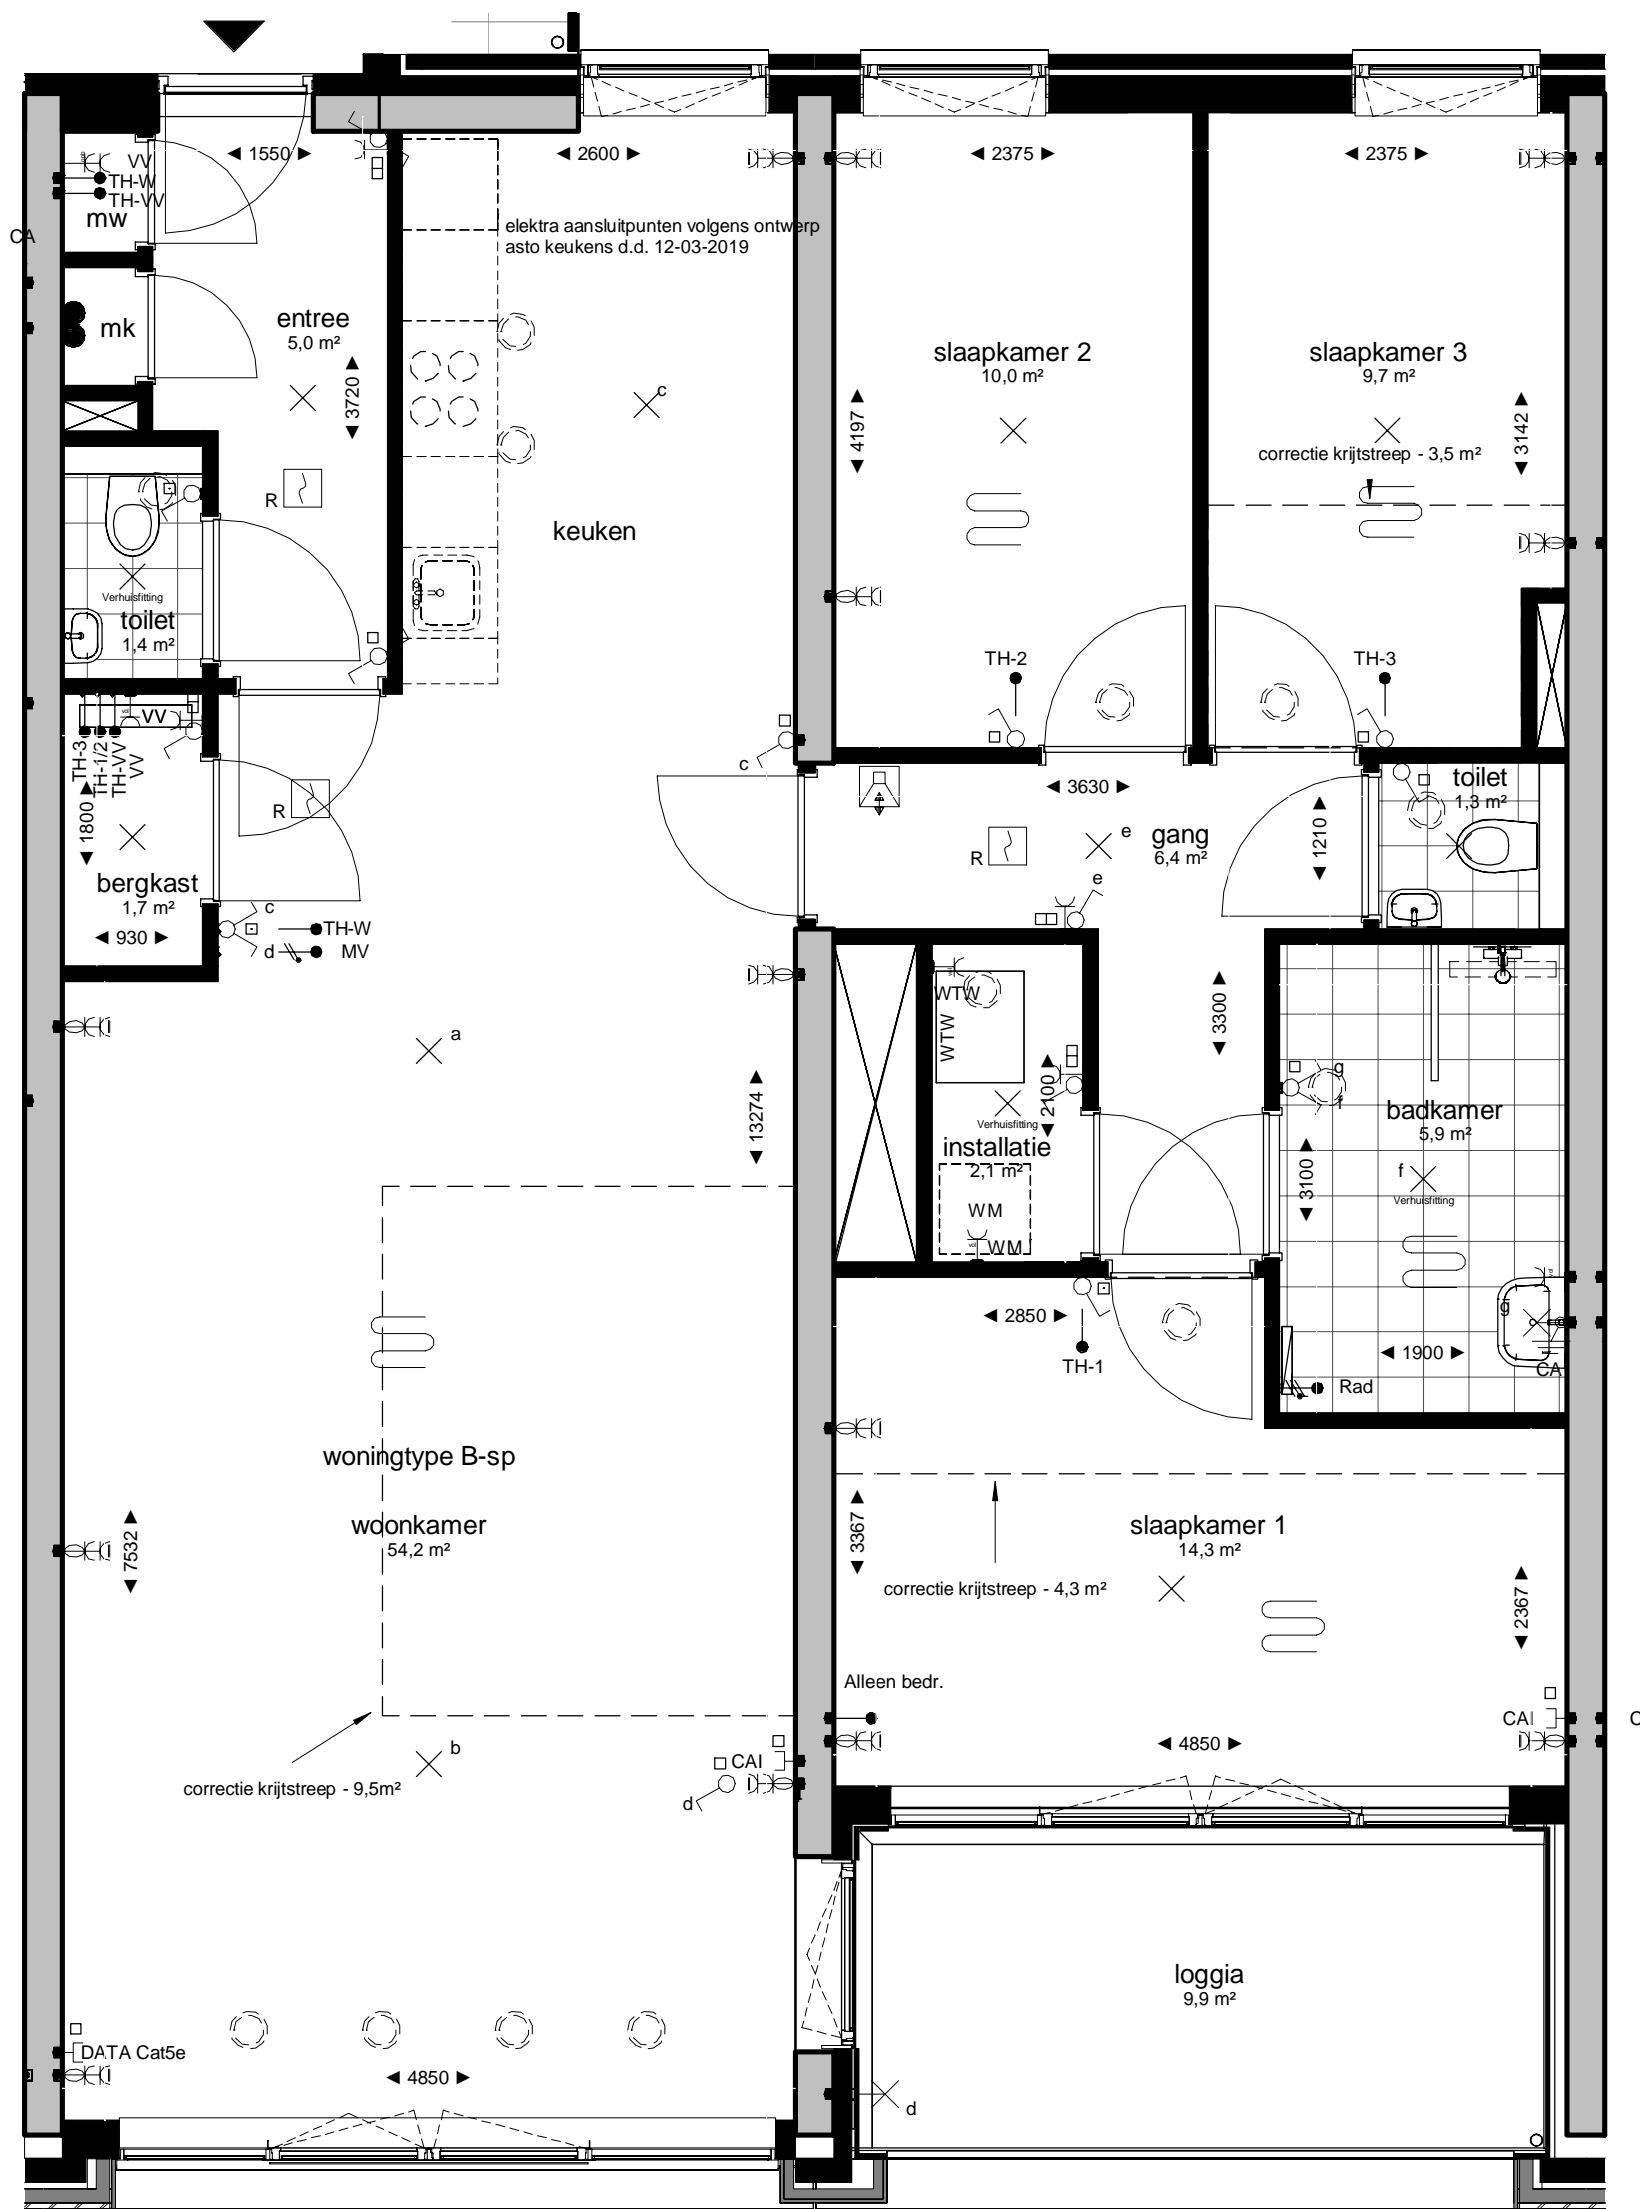 ◄ 1550 ►
◄ 2600 ►
◄ 2375 ►
◄ 2375 ►
VV
TH-W
TH-VV
mw
CA
elektra aansluitpunten volgens ontwerp
asto keukens d.d. 12-03-2019
mk
entree
5,0 m²
◄ 3720 ►
c
slaapkamer 2
10,0 m²
◄ 4197 ►
slaapkamer 3
9,7 m²
◄ 3142 ►
correctie krijtstreep - 3,5 m²
R
keuken
Verhuisfitting
toilet
1,4 m²
TH-2
TH-3
VV
TH-3
TH-1/2
TH-VV
VV
◄ 1800 ►
c
R
◄ 3630 ►
toilet
1,3 m²
R
e
gang
6,4 m²
◄ 1210 ►
e
bergkast
1,7 m²
◄ 930 ►
c
TH-W
d
MV
WTW
WTW
◄ 3300 ►
a
◄ 13274 ►
◄ 2100 ►
Verhuisfitting
installatie
2,1 m²
WM
WM
g
f
badkamer
5,9 m²
◄ 3100 ►
f
Verhuisfitting
g
◄ 2850 ►
TH-1
◄ 1900 ►
CA
Rad
woningtype B-sp
woonkamer
54,2 m²
◄ 7532 ►
◄ 3367 ►
slaapkamer 1
14,3 m²
correctie krijtstreep - 4,3 m²
◄ 2367 ►
Alleen bedr.
CAI
C
◄ 4850 ►
b
CAI
d
correctie krijtstreep - 9,5m²
loggia
9,9 m²
DATA Cat5e
◄ 4850 ►
d